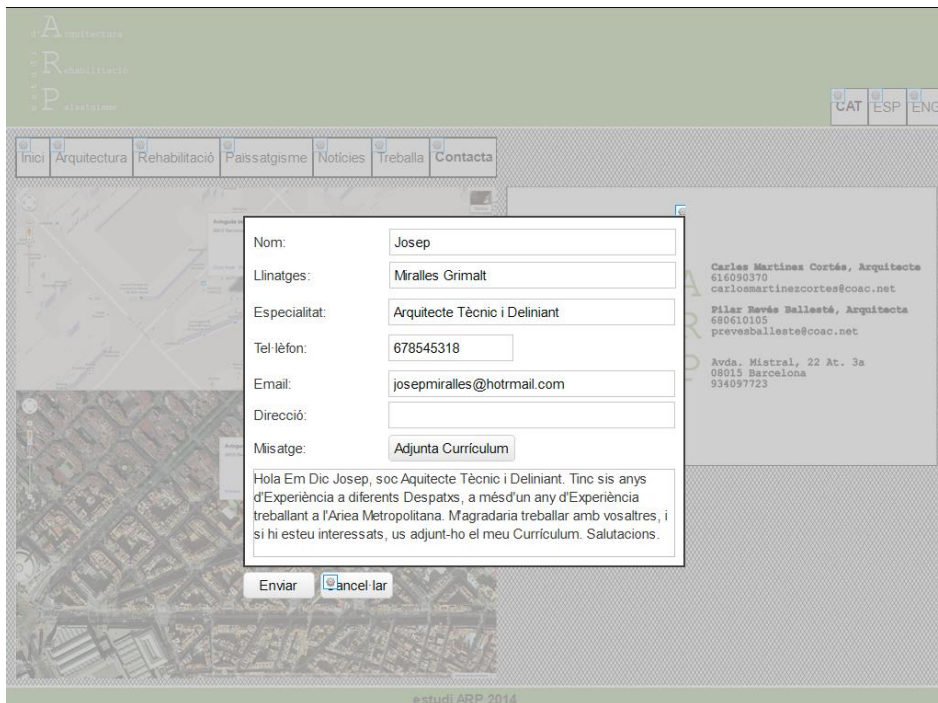 d'Arquitectura
Rehabilitació
CAT
ESP
ENG
Inici
Arquitectura
Rehabilitació
Paissatgisme
Notícies
Treballa
Contacta
Nom:
Josep
Llinatges:
Miralles Grimalt
Especialitat:
Arquitecte Tècnic i Deliniant
Tel·lèfon:
678545318
Email:
josepmiralles@hotrmail.com
Direcció:
Miisatge:
Adjunta Currículum
Hola Em Dic Josep, soc Aquitecte Tècnic i Deliniant. Tinc sis anys
d'Experiència a diferents Despatxs, a mésd'un any d'Experiència
treballant a l'Ariea Metropolitana. M'agradaria treballar amb vosaltres, i
si hi esteu interessats, us adjunt-ho el meu Currículum. Salutacions.
Enviar
Cancel·lar
A
Carlos Martinez Cortés, Arquitecte
616090370
carlosmartinezcortes@coac.net
R
Pilar Revés Ballesté, Arquitecta
680610105
prevesballeste@coac.net
P
Avda. Mistral, 22 At. 3a
08015 Barcelona
934097723
estudi ARP 2014